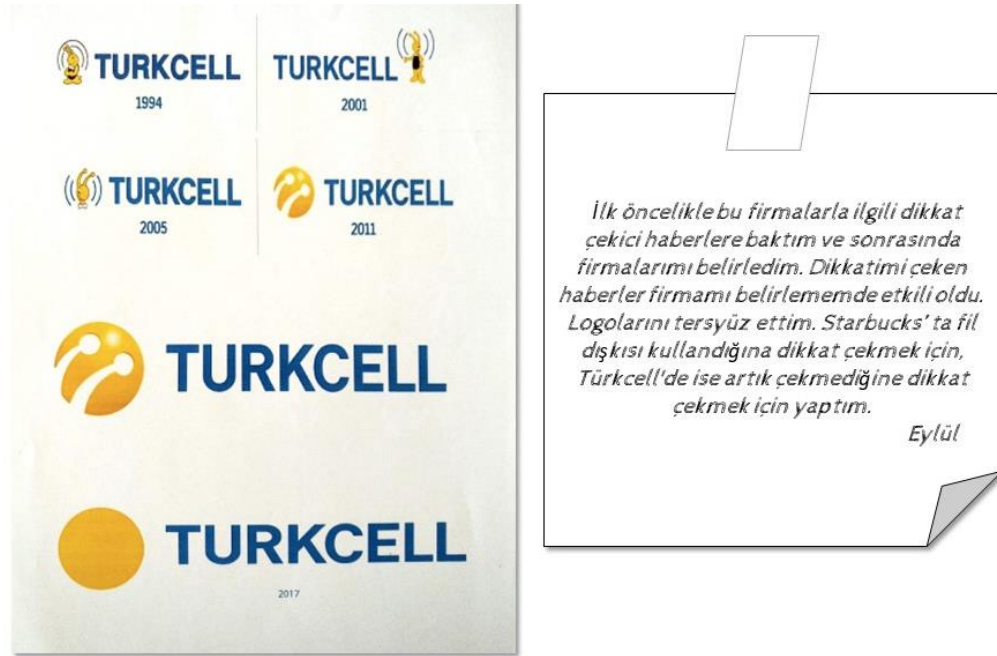 TURKCELL
1994
TURKCELL
2001
TURKCELL
2005
TURKCELL
2011
TURKCELL
TURKCELL
2017
İlk öncelikle bu firmalarla ilgili dikkat
çekici haberlere baktım ve sonrasında
firmalarımı belirledim. Dikkatimi çeken
haberler firmamı belirlememde etkili oldu.
Logolarını tersyüz ettim. Starbucks' ta fil
dışkısı kullandığına dikkat çekmek için,
Türkcell'de ise artık çekmediğine dikkat
çekmek için yaptım.
Eylül